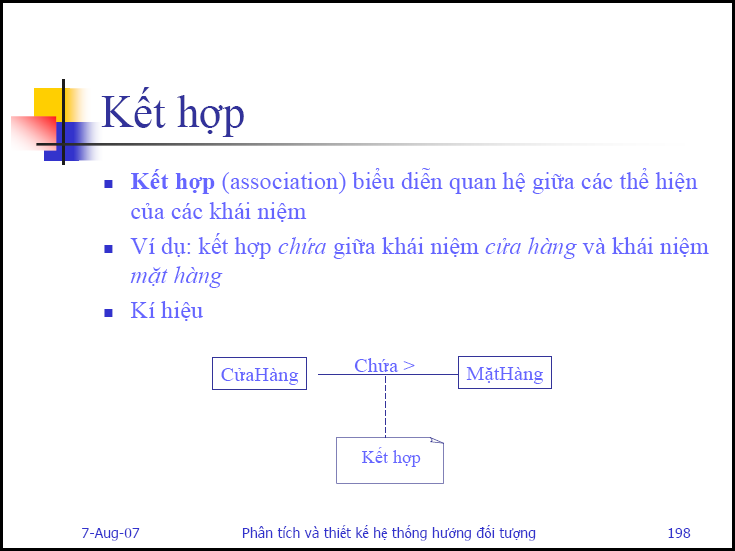 Kết hợp
Kết hợp (association) biểu diễn quan hệ giữa các thể hiện
của các khái niệm
Ví dụ: kết hợp chứa giữa khái niệm cửa hàng và khái niệm
mặt hàng
Kí hiệu
CửaHàng
Chứa >
MặtHàng
Kết hợp
7-Aug-07
Phân tích và thiết kế hệ thống hướng đối tượng
198